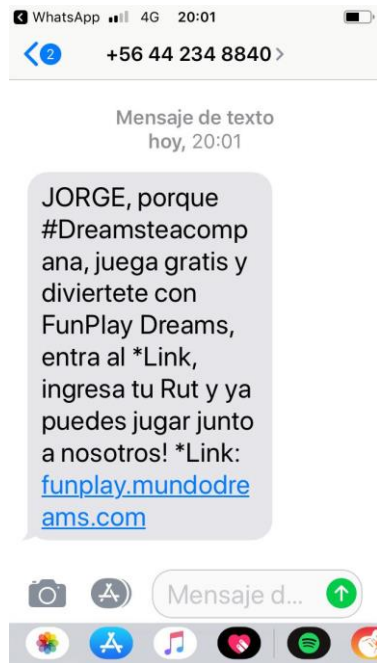 WhatsApp 4G 20:01
2 +56 44 234 8840
Mensaje de texto
hoy, 20:01
JORGE, porque
#Dreamsteacomp
ana, juega gratis y
diviertete con
FunPlay Dreams,
entra al *Link,
ingresa tu Rut y ya
puedes jugar junto
a nosotros! *Link:
funplay.mundodre
ams.com
Mensaje d...